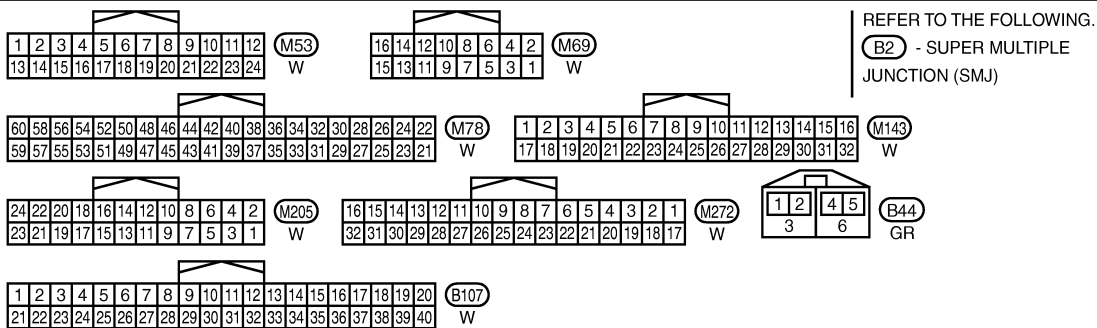 1 2 3 4 5 6 7 8 9 10 11 12 M53
13 14 15 16 17 18 19 20 21 22 23 24 W
16 14 12 10 8 6 4 2 M69
15 13 11 9 7 5 3 1 W
REFER TO THE FOLLOWING.
B2 - SUPER MULTIPLE
JUNCTION (SMJ)
60 58 56 54 52 50 48 46 44 42 40 38 36 34 32 30 28 26 24 22 M78
59 57 55 53 51 49 47 45 43 41 39 37 35 33 31 29 27 25 23 21 W
1 2 3 4 5 6 7 8 9 10 11 12 13 14 15 16 M143
17 18 19 20 21 22 23 24 25 26 27 28 29 30 31 32 W
24 22 20 18 16 14 12 10 8 6 4 2 M205
23 21 19 17 15 13 11 9 7 5 3 1 W
16 15 14 13 12 11 10 9 8 7 6 5 4 3 2 1 M272
32 31 30 29 28 27 26 25 24 23 22 21 20 19 18 17 W
1 2 4 5 B44
3 6 GR
1 2 3 4 5 6 7 8 9 10 11 12 13 14 15 16 17 18 19 20 B107
21 22 23 24 25 26 27 28 29 30 31 32 33 34 35 36 37 38 39 40 W